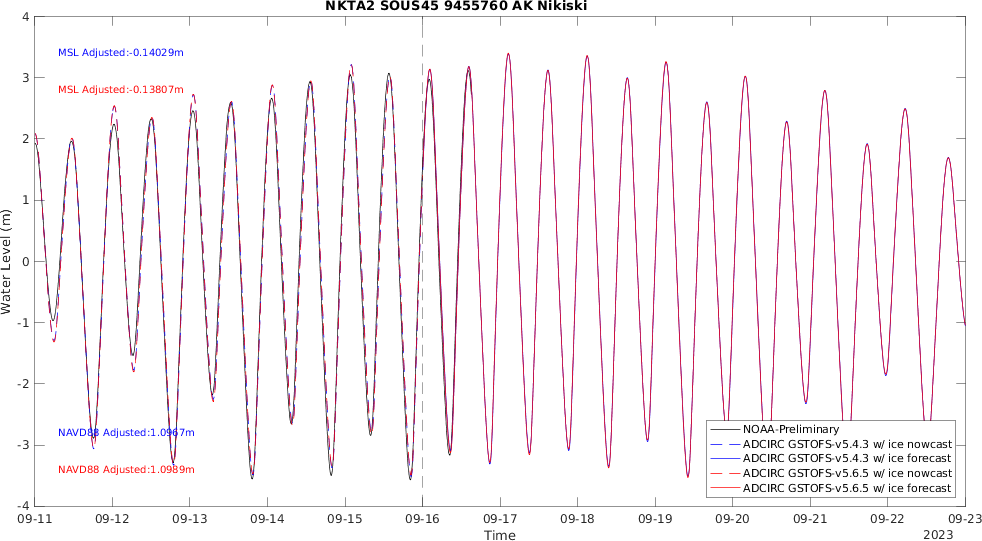 NKTA2 SOUS45 9455760 AK Nikiski
Water Level (m)
4
3
2
1
0
-1
-2
-3
-4
MSL Adjusted:-0.14029m
MSL Adjusted:-0.13807m
NAVD88 Adjusted:1.0967m
NAVD88 Adjusted:1.0989m
NOAA-Preliminary
ADCIRC GSTOFS-v5.4.3 w/ ice nowcast
ADCIRC GSTOFS-v5.4.3 w/ ice forecast
ADCIRC GSTOFS-v5.6.5 w/ ice nowcast
ADCIRC GSTOFS-v5.6.5 w/ ice forecast
09-11 09-12 09-13 09-14 09-15 09-16 09-17 09-18 09-19 09-20 09-21 09-22 09-23
Time
2023